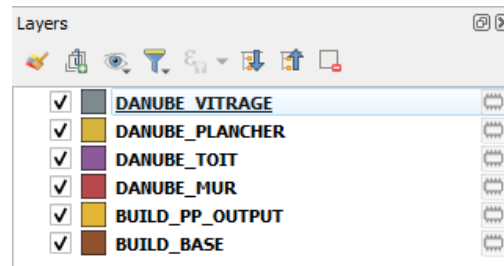 Layers
DANUBE_VITRAGE
DANUBE_PLANCHER
DANUBE_TOIT
DANUBE_MUR
BUILD_PP_OUTPUT
BUILD_BASE